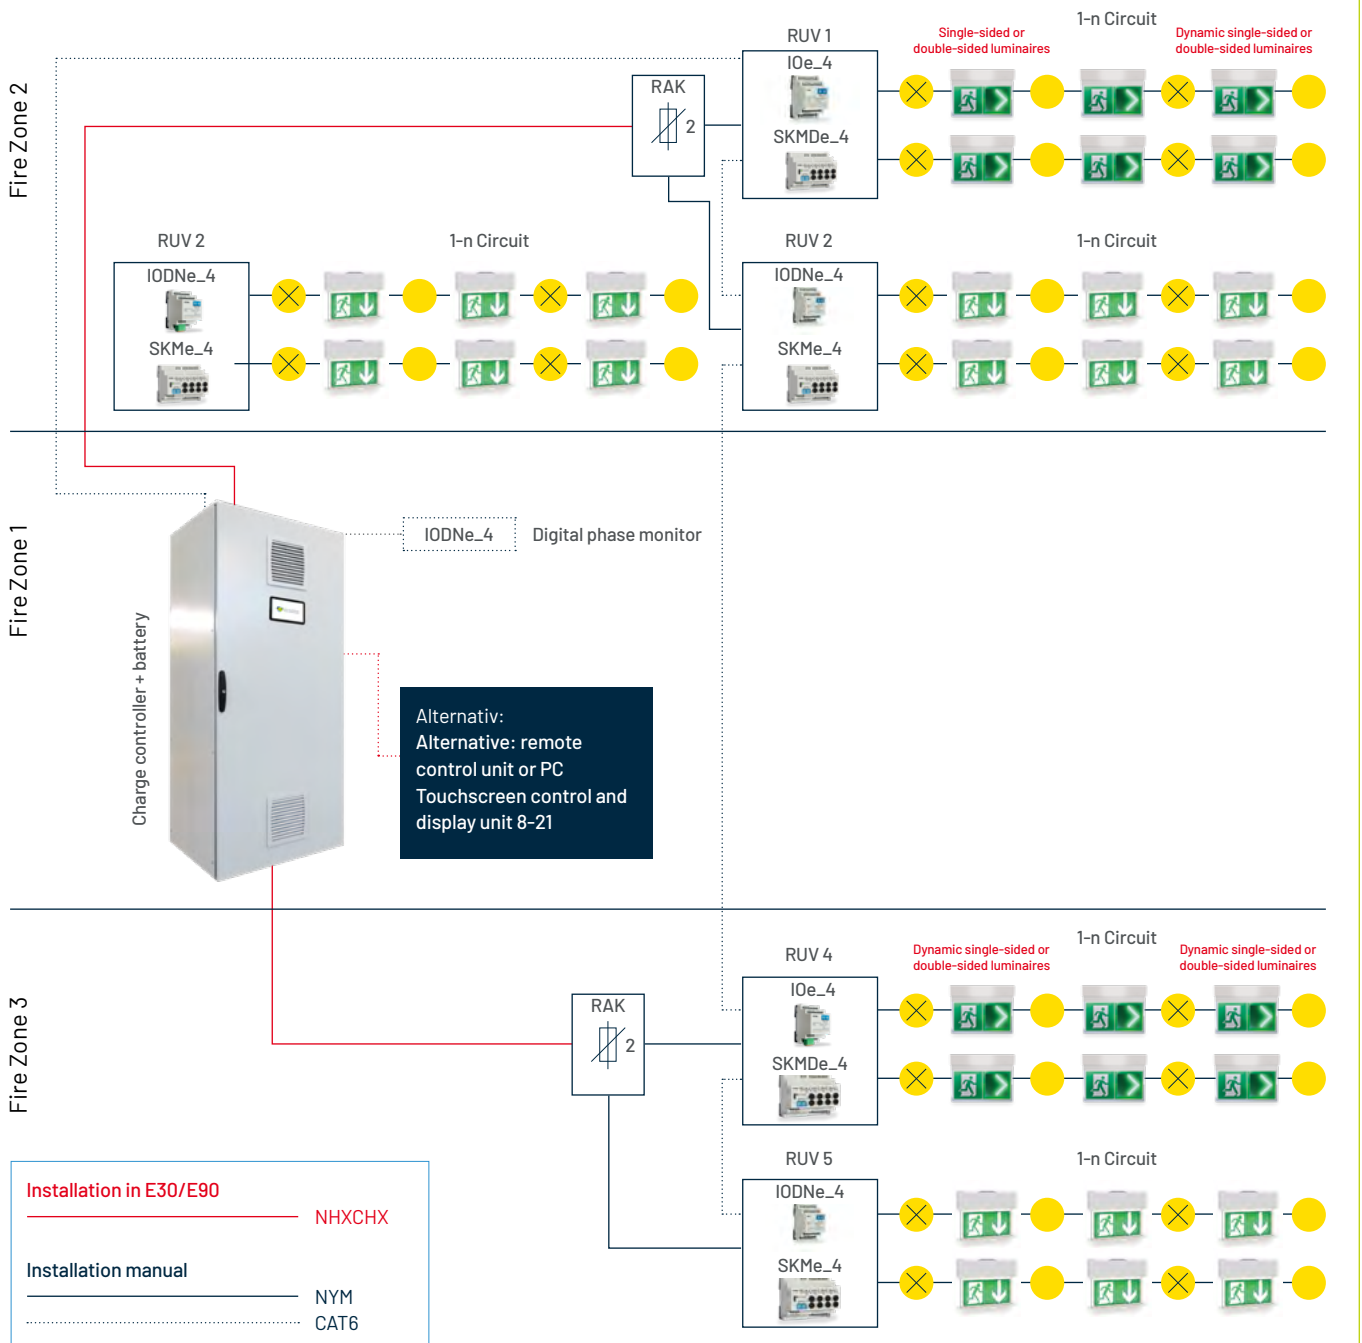 Fire Zone 2
RUV 1
1-n Circuit
Single-sided or
double-sided luminaires
Dynamic single-sided or
double-sided luminaires
IOe_4
SKMDe_4
RAK
2
RUV 2
1-n Circuit
IODNe_4
SKMe_4
RUV 2
1-n Circuit
IODNe_4
SKMe_4
Fire Zone 1
Charge controller + battery
IODNe_4
Digital phase monitor
Alternativ:
Alternative: remote
control unit or PC
Touchscreen control and
display unit 8-21
Fire Zone 3
RUV 4
1-n Circuit
Dynamic single-sided or
double-sided luminaires
Dynamic single-sided or
double-sided luminaires
IOe_4
SKMDe_4
RAK
2
RUV 5
1-n Circuit
IODNe_4
SKMe_4
Installation in E30/E90
NHXCHX
Installation manual
NYM
CAT6